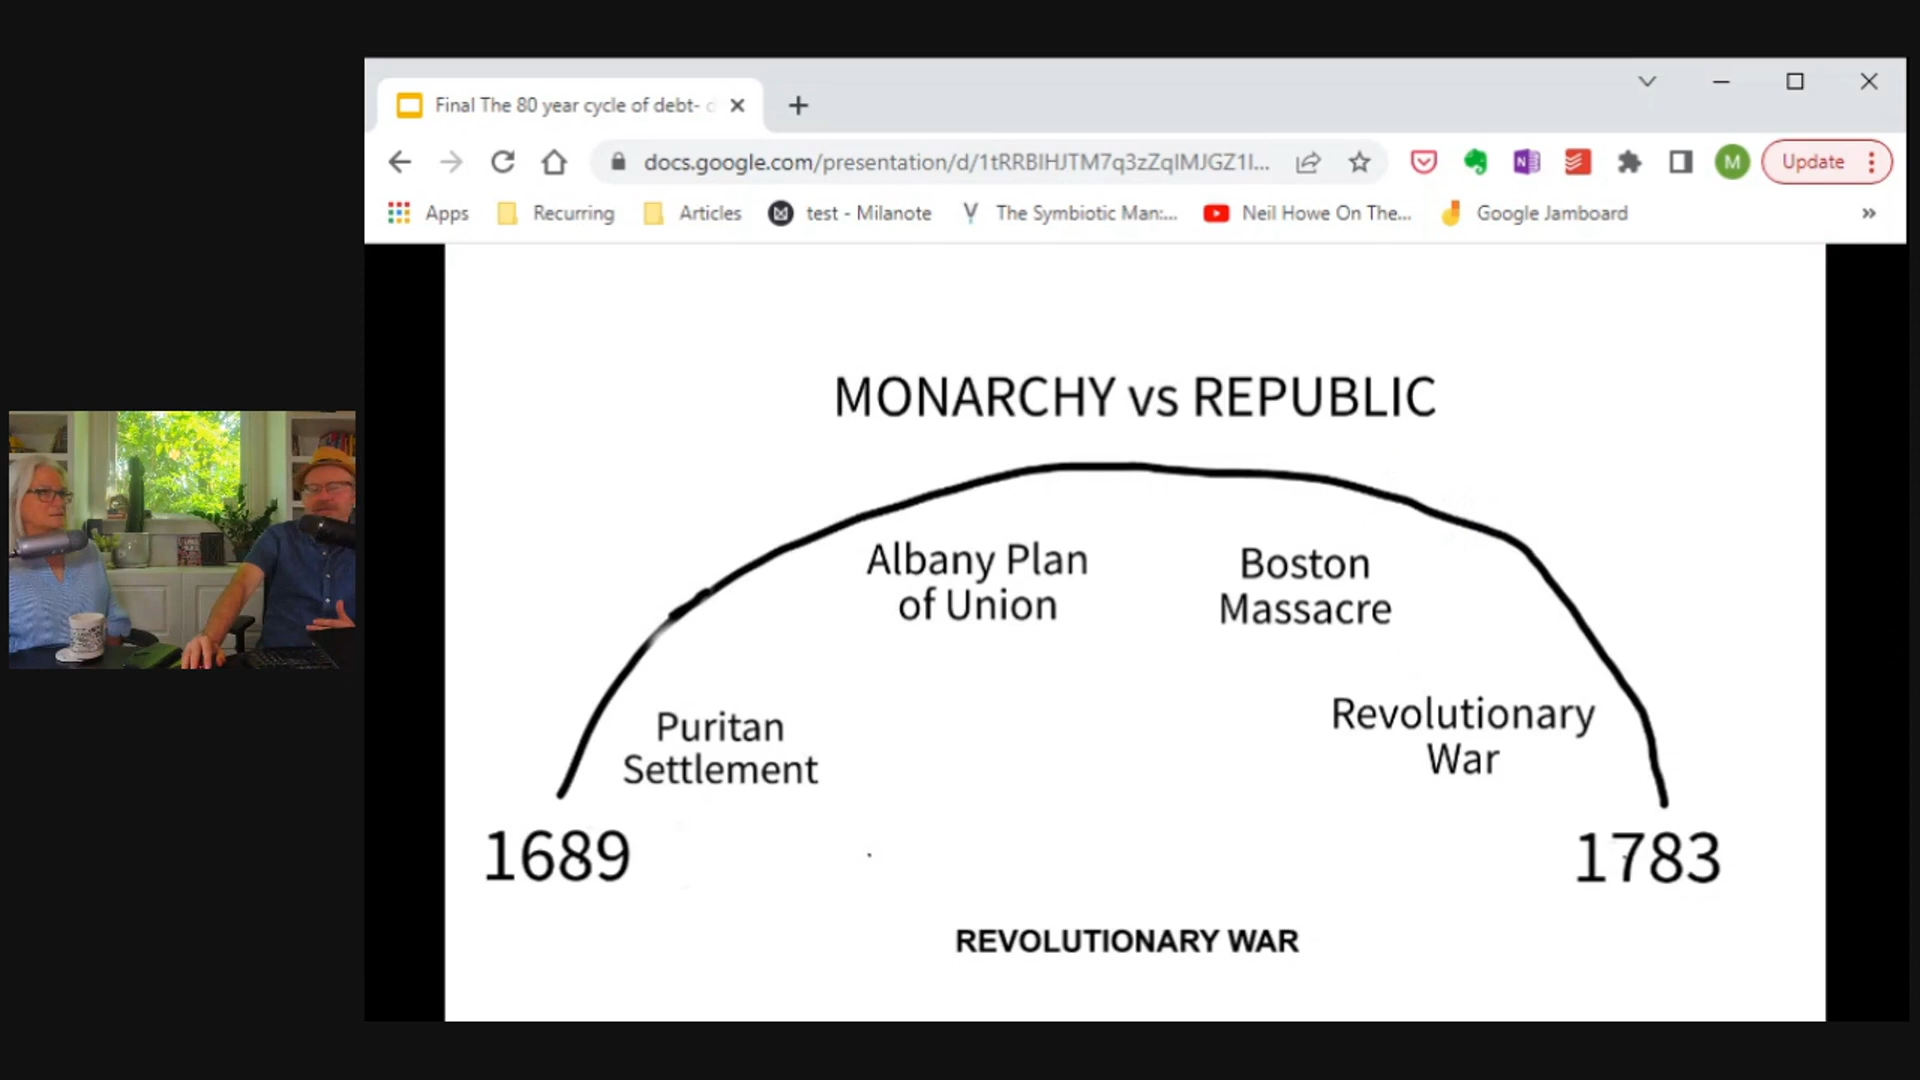 Final The 80 year cycle of debt-
docs.google.com/presentation/d/1tRRBIHJTM7q3zZqIMJGZ1I...
M
Update
Apps
Recurring
Articles
test - Milanote
The Symbiotic Man:...
Neil Howe On The...
Google Jamboard
»
MONARCHY vs REPUBLIC
Albany Plan
of Union
Boston
Massacre
Puritan
Settlement
Revolutionary
War
1689
1783
REVOLUTIONARY WAR